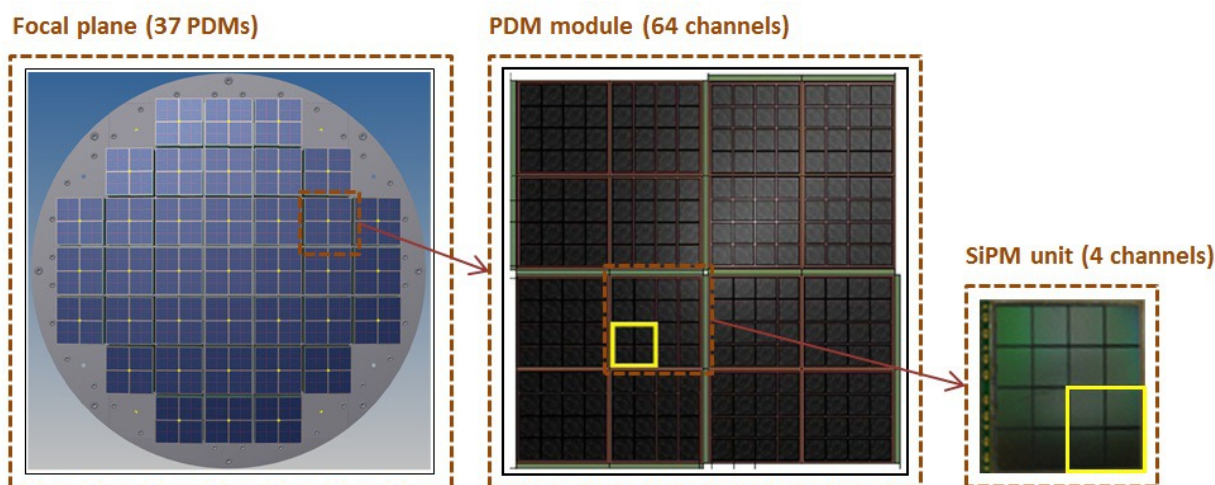 Focal plane (37 PDMs)
PDM module (64 channels)
SiPM unit (4 channels)